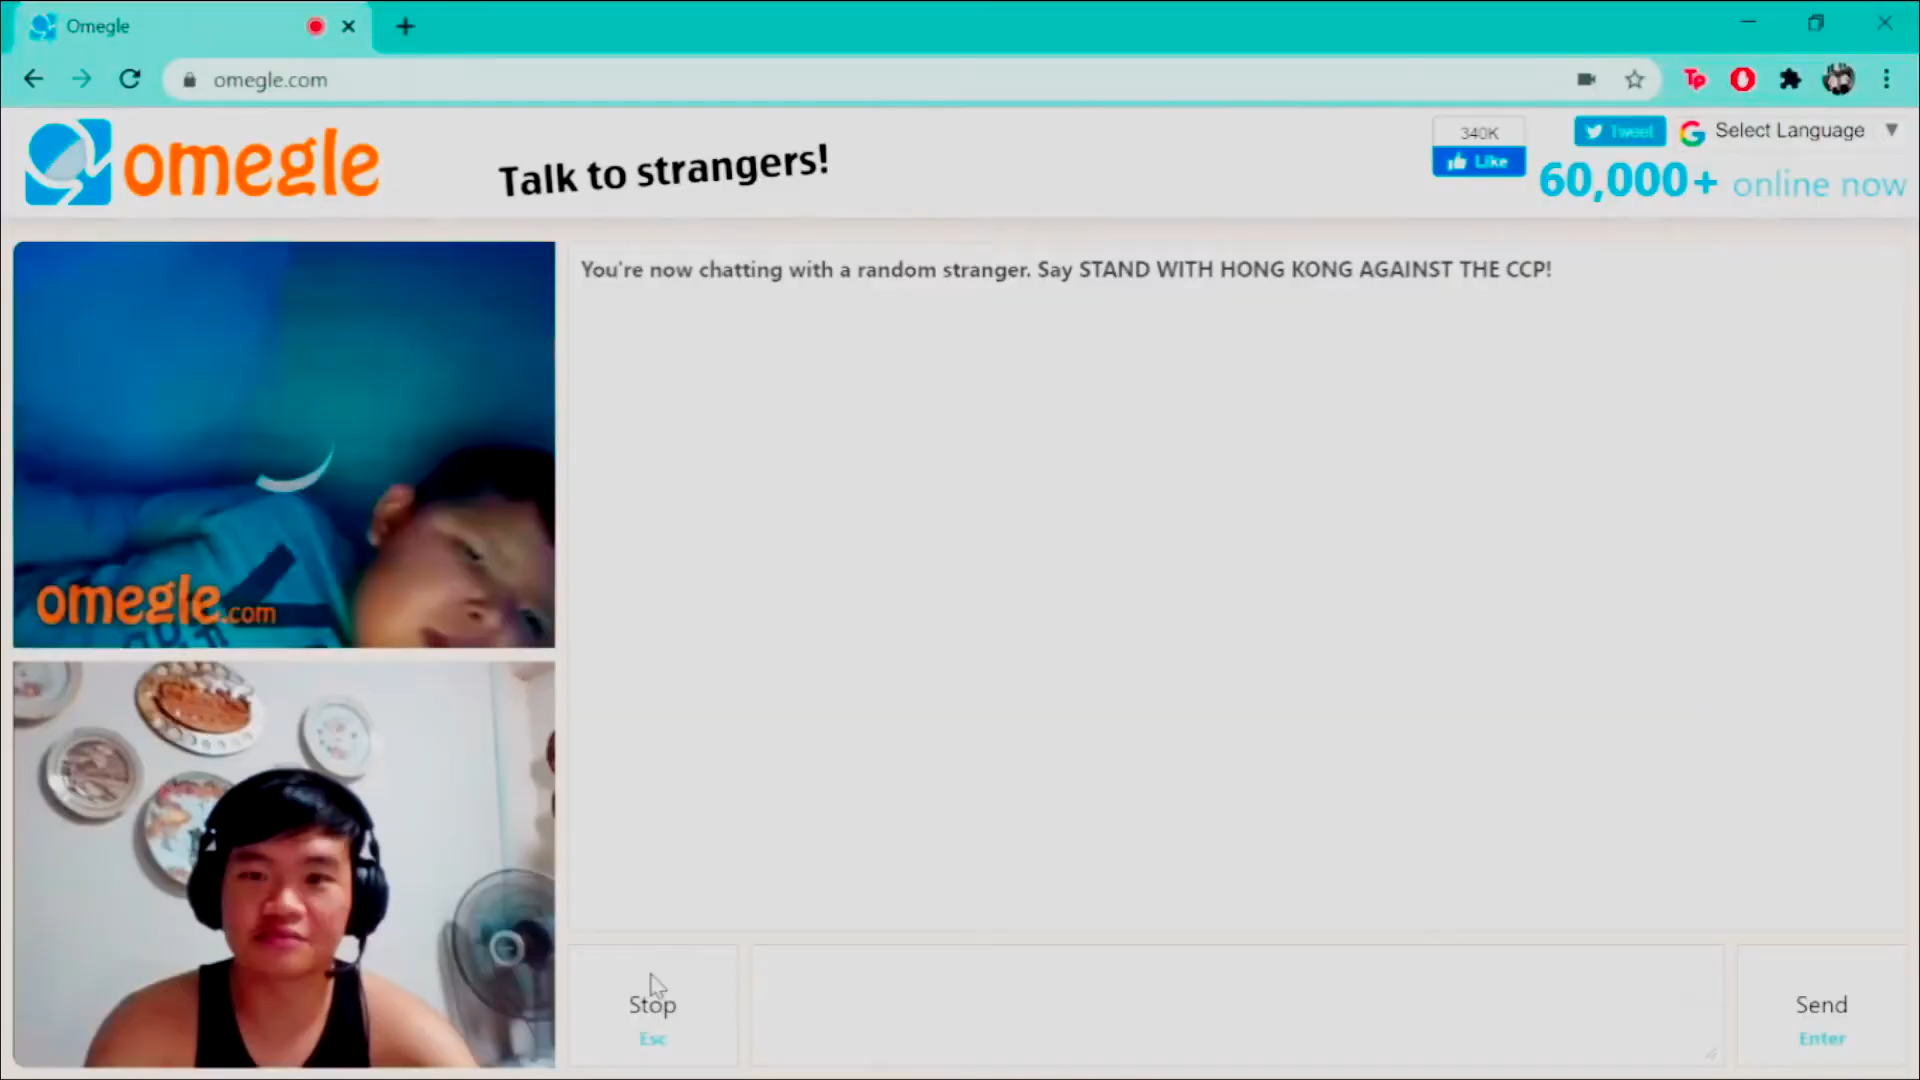 Omegle
omegle.com
omegle
Talk to strangers!
340K
Like
Tweet
Select Language
60,000+ online now
You're now chatting with a random stranger. Say STAND WITH HONG KONG AGAINST THE CCP!
omegle.com
Stop
Esc
Send
Enter